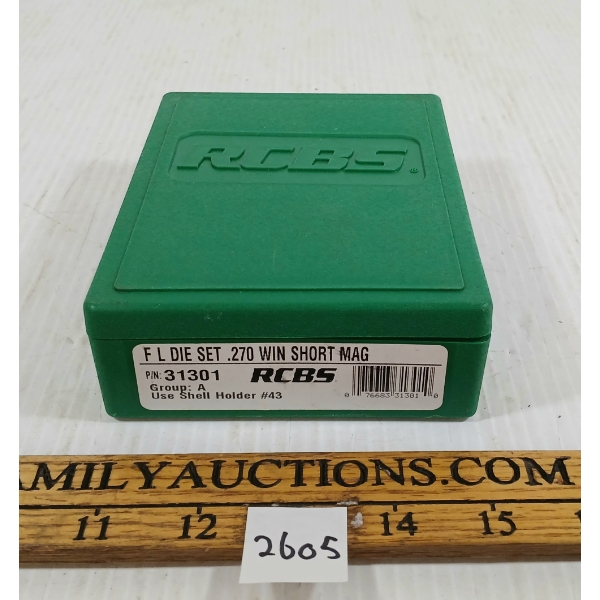 RCBS
®
F L DIE SET .270 WIN SHORT MAG
P/N: 31301 RCBS
Group: A
Use Shell Holder #43
0 76683 31301 0
AMILYAUCTIONS.COM
11 12 14 15
2605